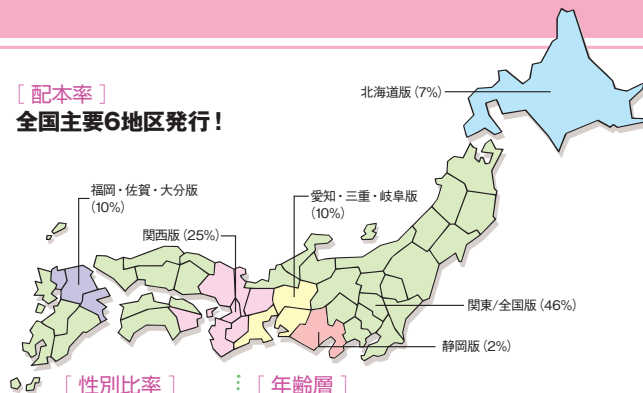 [ 配本率 ]
全国主要6地区発行！
北海道版 (7%)
福岡・佐賀・大分版
(10%)
愛知・三重・岐阜版
(10%)
関西版 (25%)
関東/全国版 (46%)
静岡版 (2%)
[ 性別比率 ]
[ 年齢層 ]